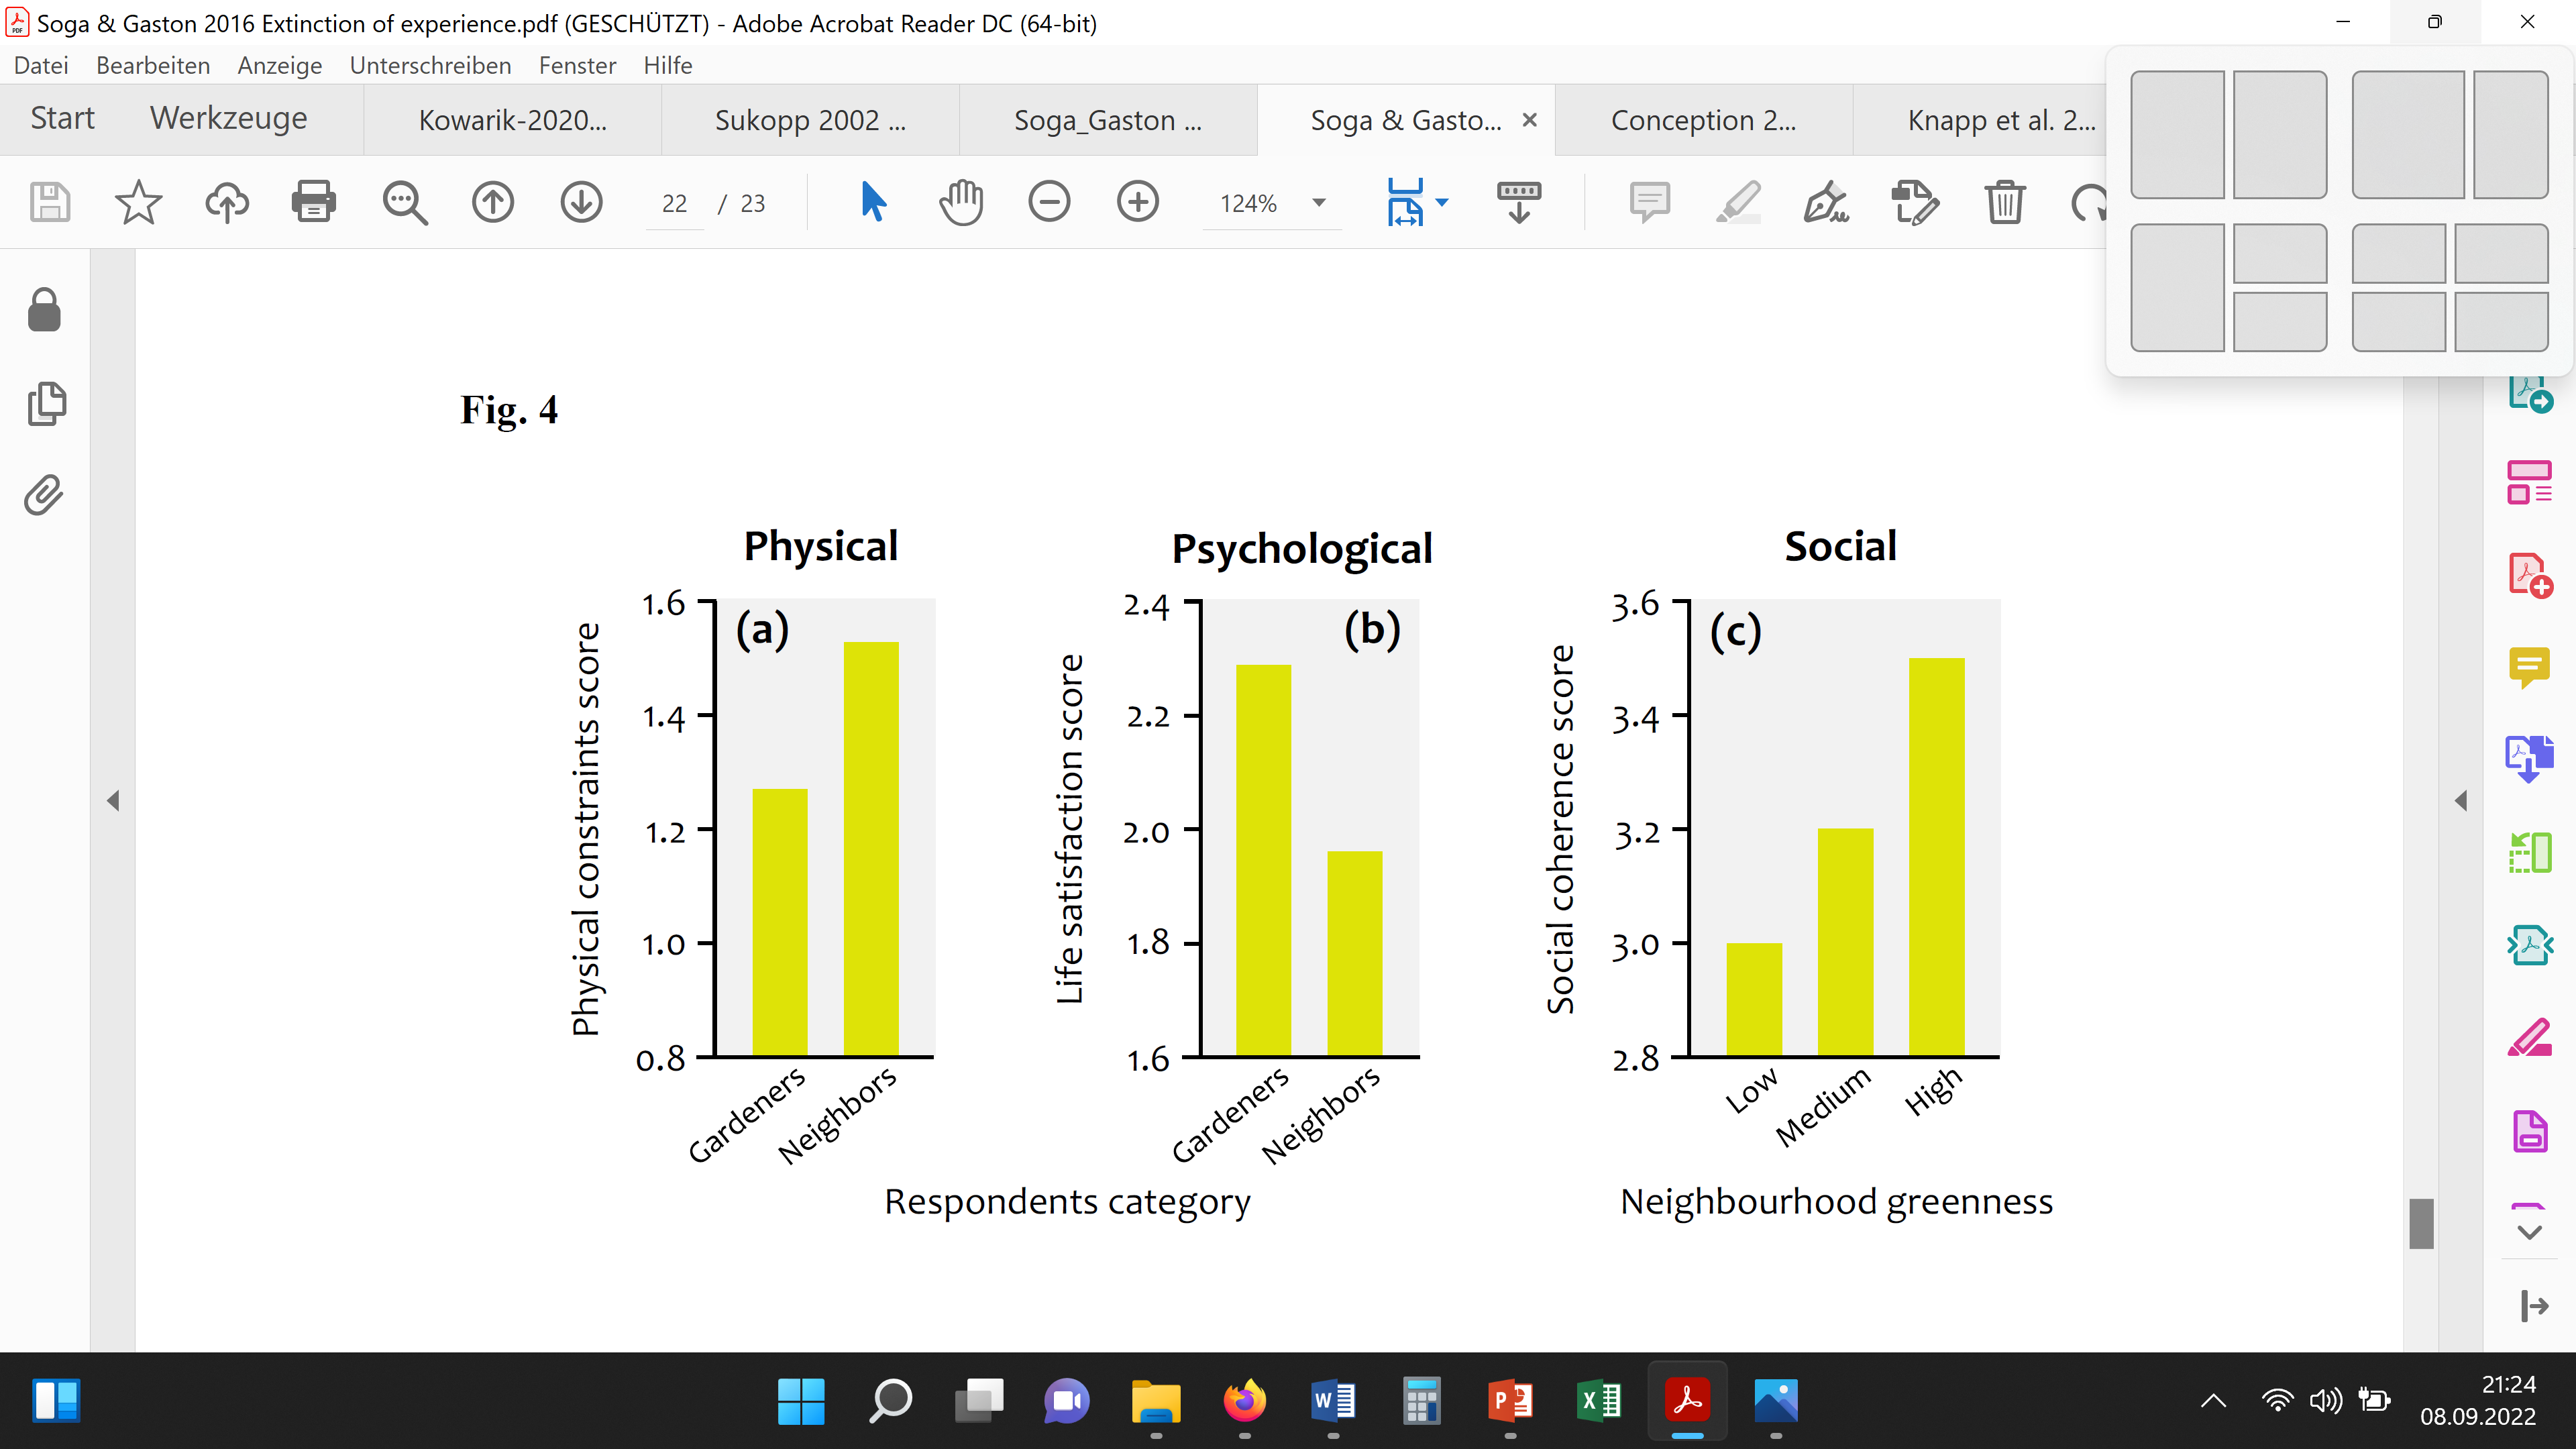 Soga & Gaston 2016 Extinction of experience.pdf (GESCHÜTZT) - Adobe Acrobat Reader DC (64-bit)
Datei Bearbeiten Anzeige Unterschreiben Fenster Hilfe
Start Werkzeuge Kowarik-2020... Sukopp 2002 ... Soga_Gaston ... Soga & Gasto... Conception 2... Knapp et al. 2...
22 / 23 124%
Fig. 4
Physical
Physical constraints score
(a)
1.6
1.4
1.2
1.0
0.8
Gardeners
Neighbors
Psychological
Life satisfaction score
(b)
2.4
2.2
2.0
1.8
1.6
Gardeners
Neighbors
Respondents category
Social
Social coherence score
(c)
3.6
3.4
3.2
3.0
2.8
Low
Medium
High
Neighbourhood greenness
21:24
08.09.2022